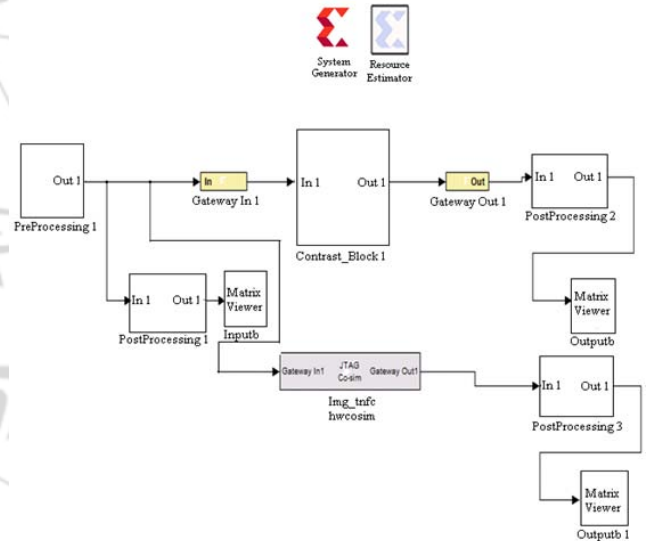 System
Generator
Resource
Estimator
Out 1
PreProcessing 1
In
Gateway In 1
In 1
Out 1
Contrast_Block 1
Out
Gateway Out 1
In 1
Out 1
PostProcessing 2
In 1
Out 1
PostProcessing 1
Matrix
Viewer
Inputb
Matrix
Viewer
Outputb
Gateway In1
JTAG
Co-sim
Gateway Out1
Img_tnfc
hwcosim
In 1
Out 1
PostProcessing 3
Matrix
Viewer
Outputb 1